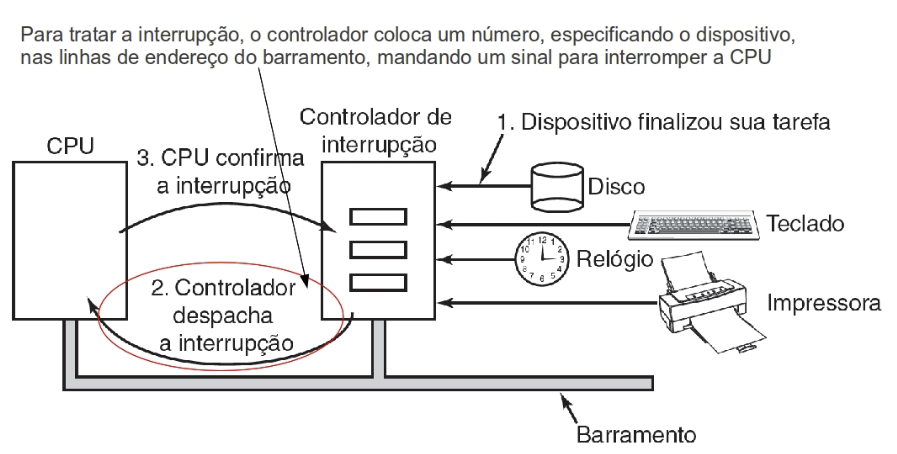 Para tratar a interrupção, o controlador coloca um número, especificando o dispositivo,
nas linhas de endereço do barramento, mandando um sinal para interromper a CPU
CPU
3. CPU confirma
a interrupção
Controlador de
interrupção
1. Dispositivo finalizou sua tarefa
Disco
Teclado
Relógio
Impressora
2. Controlador
despacha
a interrupção
Barramento